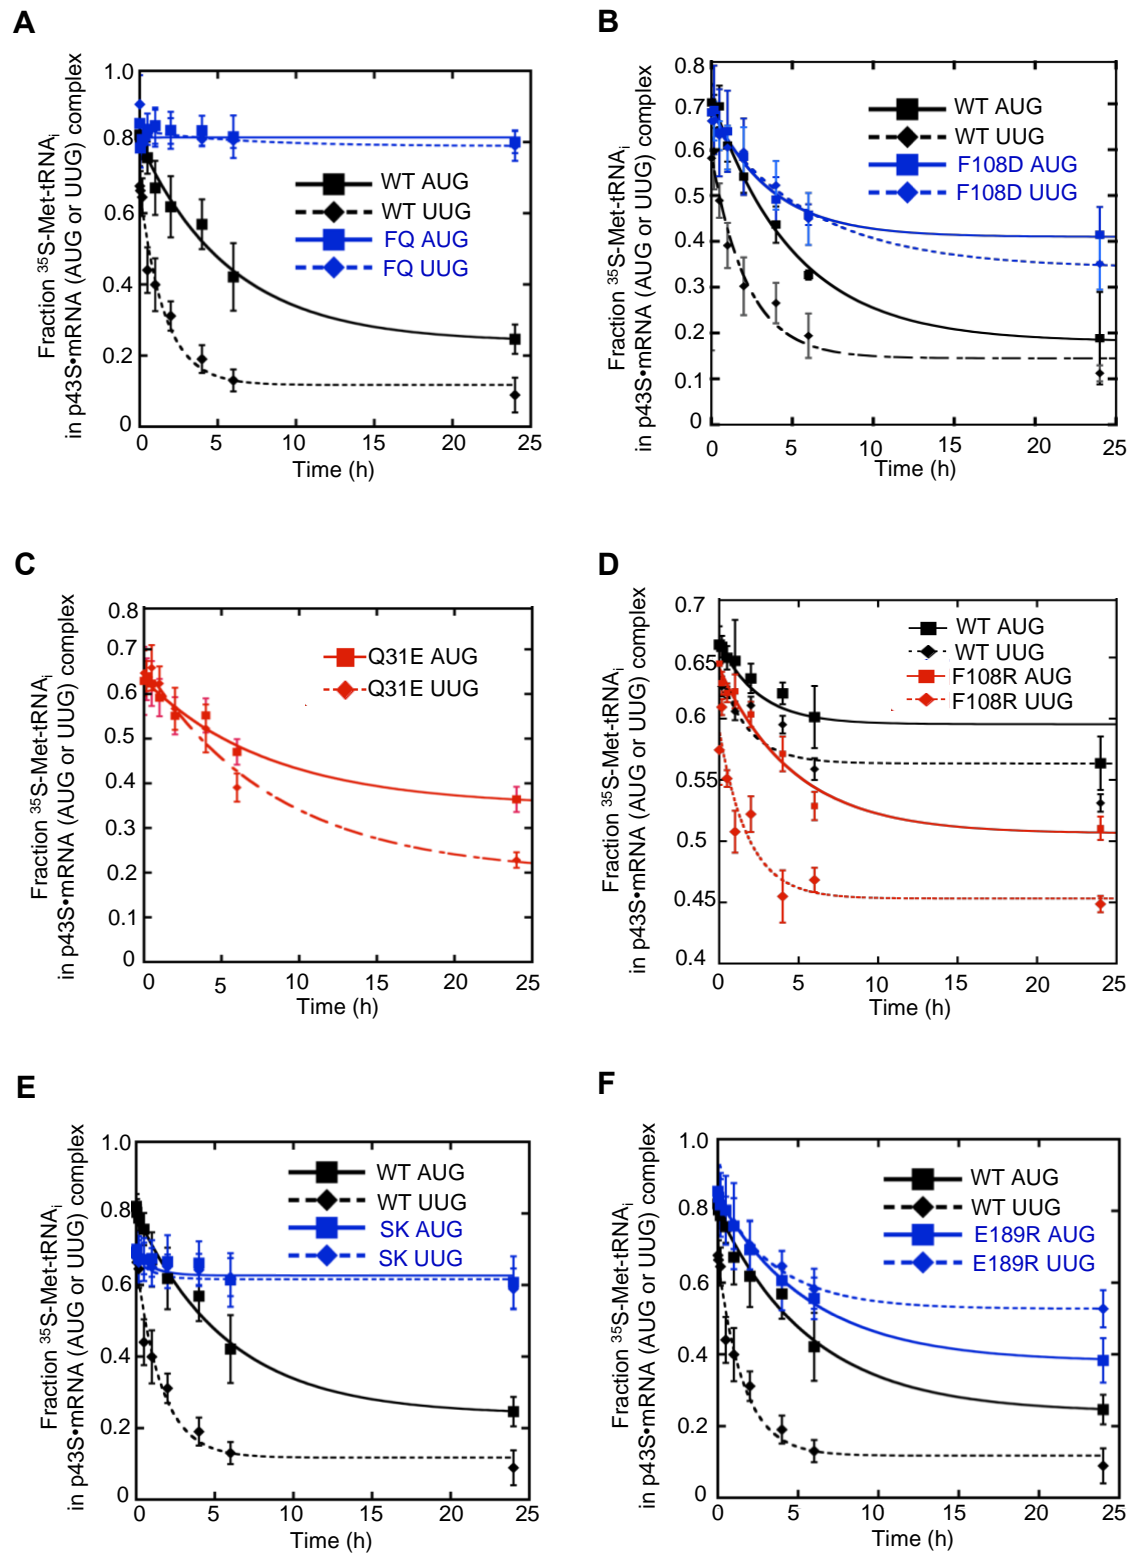 A
Fraction ³⁵S-Met-tRNAᵢ
in p43S•mRNA (AUG or UUG) complex
1.0
0.8
0.6
0.4
0.2
0
WT AUG
WT UUG
FQ AUG
FQ UUG
0 5 10 15 20 25
Time (h)
B
Fraction ³⁵S-Met-tRNAᵢ
in p43S•mRNA (AUG or UUG) complex
0.8
0.7
0.6
0.5
0.4
0.3
0.2
0.1
0
WT AUG
WT UUG
F108D AUG
F108D UUG
0 5 10 15 20 25
Time (h)
C
Fraction ³⁵S-Met-tRNAᵢ
in p43S•mRNA (AUG or UUG) complex
0.8
0.7
0.6
0.5
0.4
0.3
0.2
0.1
0
Q31E AUG
Q31E UUG
0 5 10 15 20 25
Time (h)
D
Fraction ³⁵S-Met-tRNAᵢ
in p43S•mRNA (AUG or UUG) complex
0.7
0.65
0.6
0.55
0.5
0.45
0.4
WT AUG
WT UUG
F108R AUG
F108R UUG
0 5 10 15 20 25
Time (h)
E
Fraction ³⁵S-Met-tRNAᵢ
in p43S•mRNA (AUG or UUG) complex
1.0
0.8
0.6
0.4
0.2
0
WT AUG
WT UUG
SK AUG
SK UUG
0 5 10 15 20 25
Time (h)
F
Fraction ³⁵S-Met-tRNAᵢ
in p43S•mRNA (AUG or UUG) complex
1.0
0.8
0.6
0.4
0.2
0
WT AUG
WT UUG
E189R AUG
E189R UUG
0 5 10 15 20 25
Time (h)